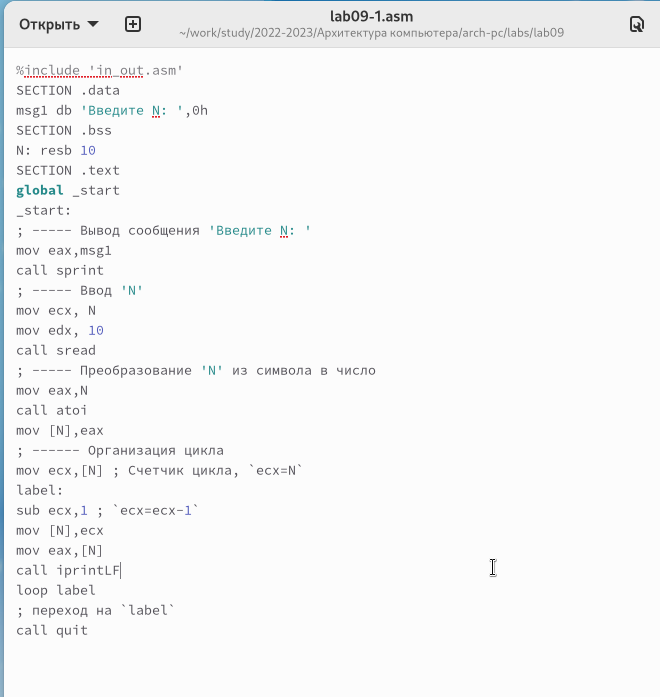 Открыть
lab09-1.asm
~/work/study/2022-2023/Архитектура компьютера/arch-pc/labs/lab09
%include 'in_out.asm'
SECTION .data
msg1 db 'Введите N: ',0h
SECTION .bss
N: resb 10
SECTION .text
global _start
_start:
; ----- Вывод сообщения 'Введите N: '
mov eax,msg1
call sprint
; ----- Ввод 'N'
mov ecx, N
mov edx, 10
call sread
; ----- Преобразование 'N' из символа в число
mov eax,N
call atoi
mov [N],eax
; ------ Организация цикла
mov ecx,[N] ; Счетчик цикла, `ecx=N`
label:
sub ecx,1 ; `ecx=ecx-1`
mov [N],ecx
mov eax,[N]
call iprintLF
loop label
; переход на `label`
call quit